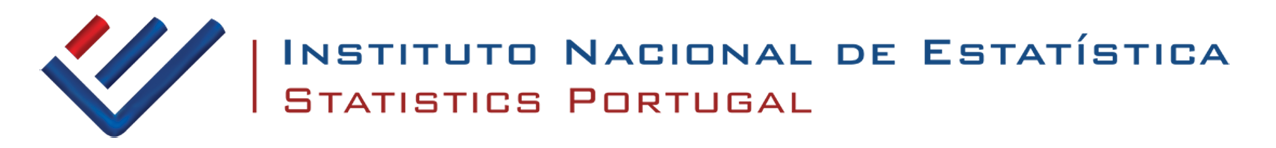 Instituto Nacional de Estatística
Statistics Portugal